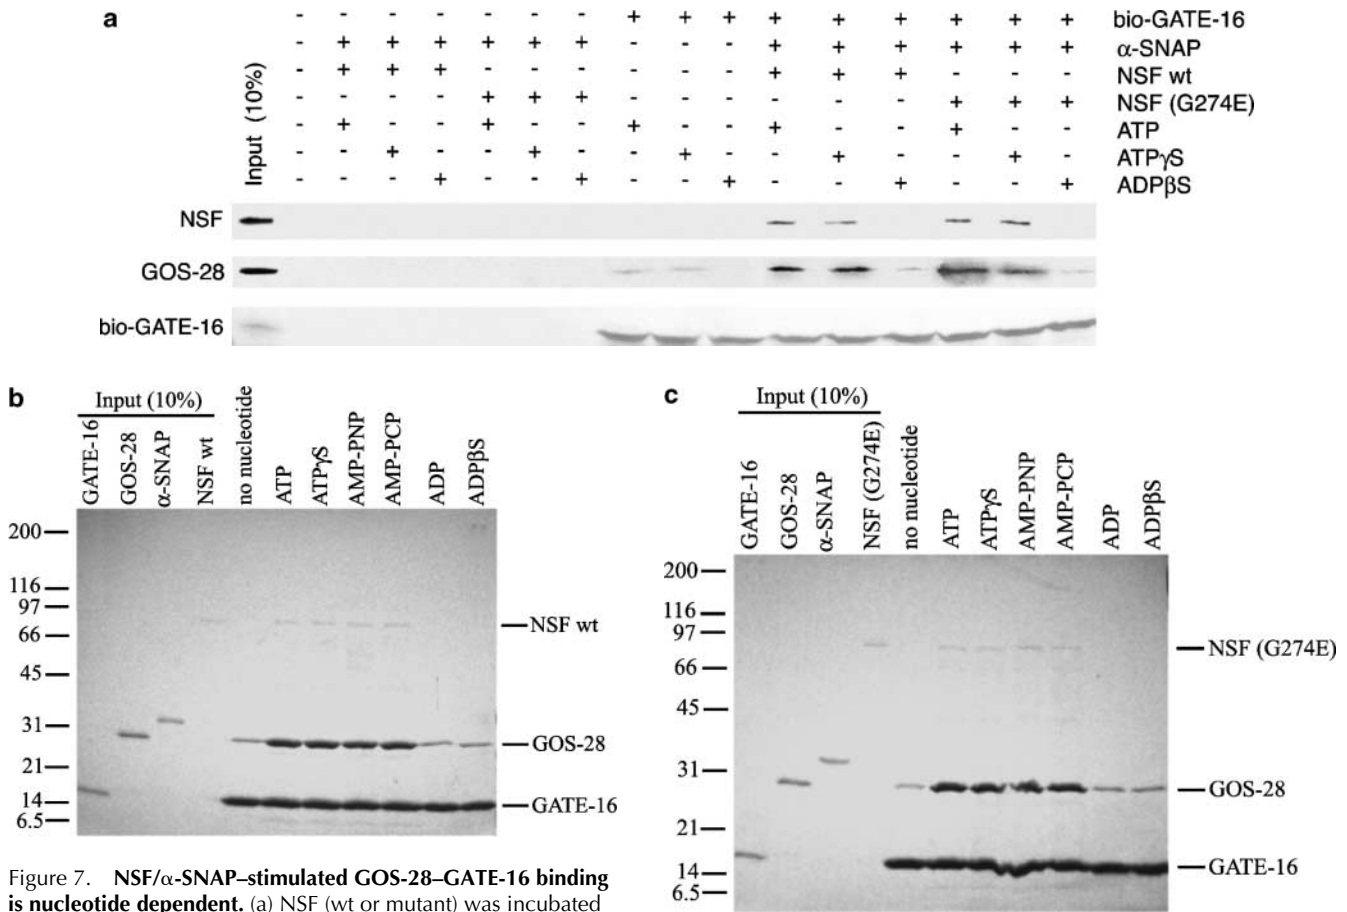 a
- - - - - - - + + + + + + + + + bio-GATE-16
- + + + + + + - - - + + + + + + α-SNAP
- + + + - - - - - - + + + - - - NSF wt
- - - - + + + - - - - - - + + + NSF (G274E)
- + - - + - - + - - + - - + - - ATP
- - + - - + - - + - - + - - + - ATPγS
- - - + - - + - - + - - + - - + ADPβS
Input (10%)
NSF
GOS-28
bio-GATE-16
b
Input (10%)
GATE-16
GOS-28
α-SNAP
NSF wt
no nucleotide
ATP
ATPγS
AMP-PNP
AMP-PCP
ADP
ADPβS
200
116
97
66
45
31
21
14
6.5
NSF wt
GOS-28
GATE-16
c
Input (10%)
GATE-16
GOS-28
α-SNAP
NSF (G274E)
no nucleotide
ATP
ATPγS
AMP-PNP
AMP-PCP
ADP
ADPβS
200
116
97
66
45
31
21
14
6.5
NSF (G274E)
GOS-28
GATE-16
Figure 7. NSF/α-SNAP–stimulated GOS-28–GATE-16 binding
is nucleotide dependent. (a) NSF (wt or mutant) was incubated